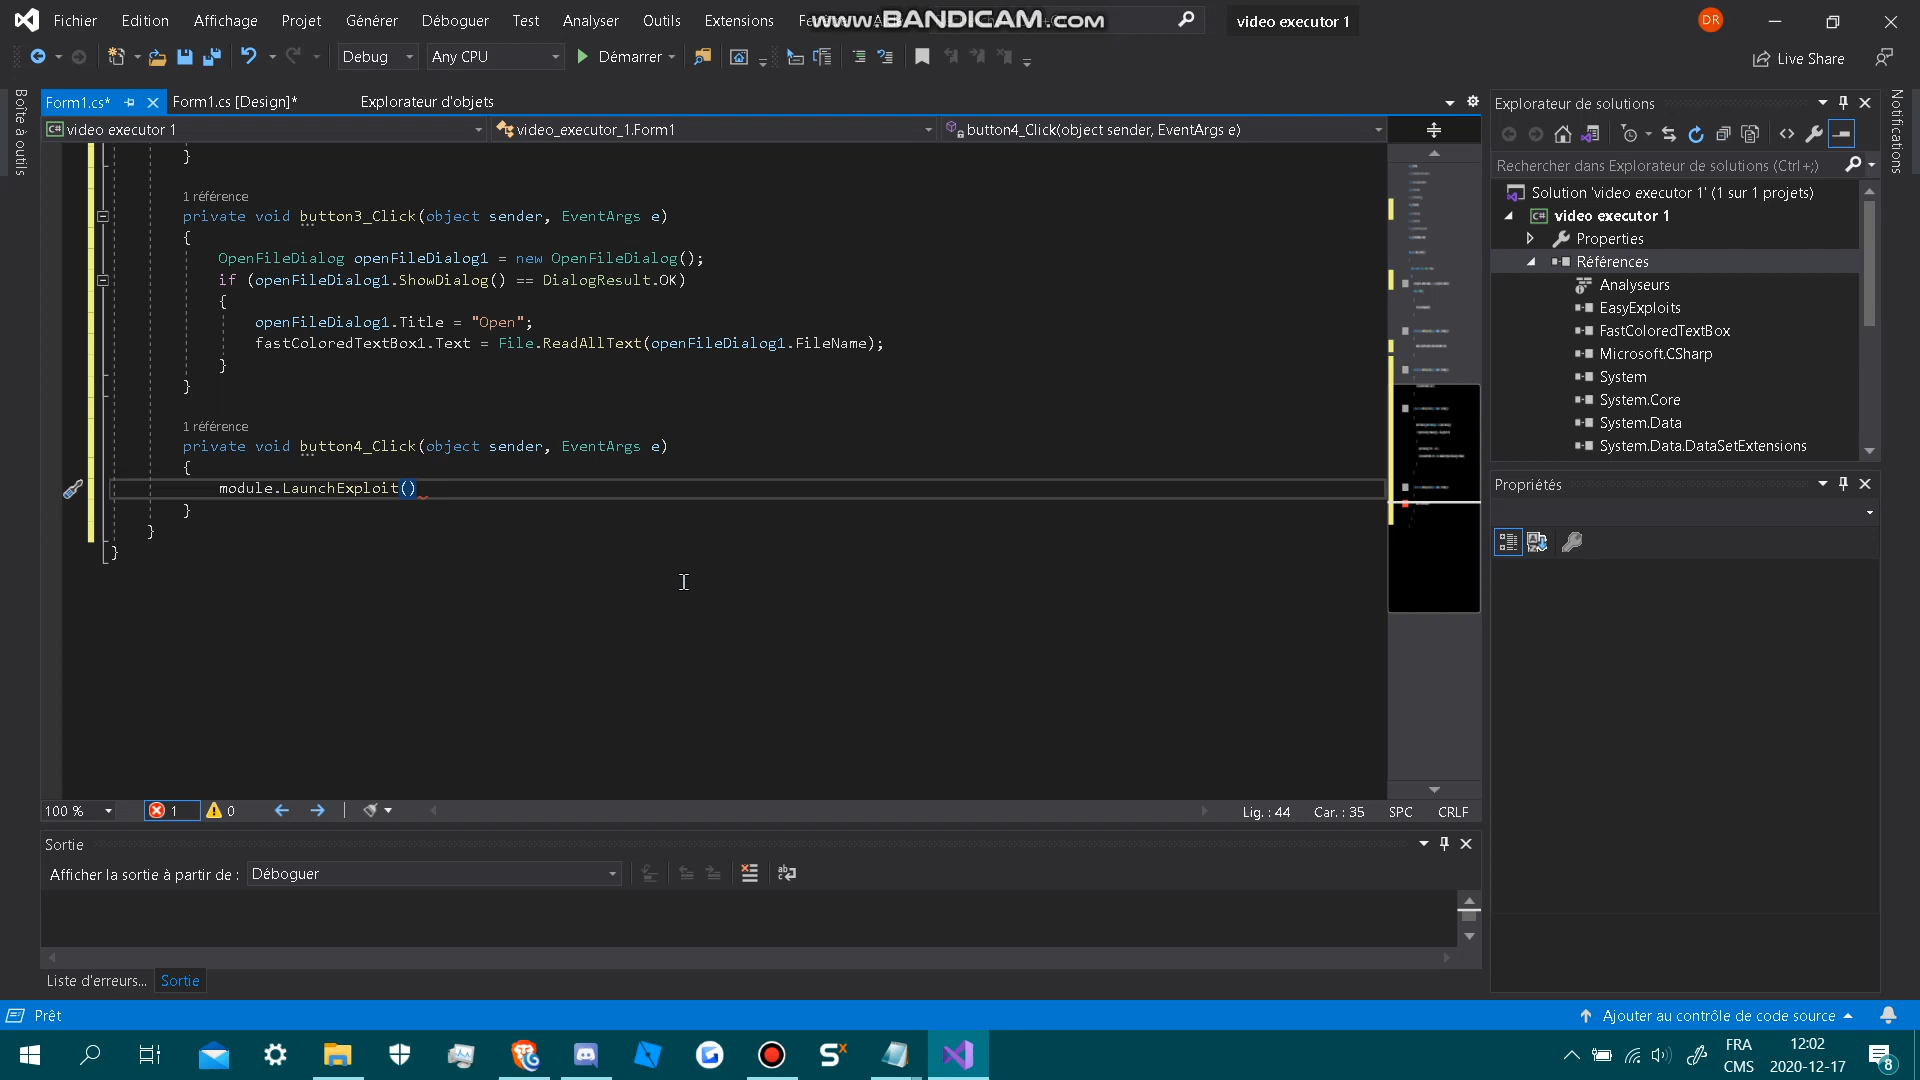 Fichier Edition Affichage Projet Générer Déboguer Test Analyser Outils Extensions
www.BANDICAM.com
video executor 1
DR
Debug Any CPU Démarrer Live Share
Boîte à outils
Form1.cs* Form1.cs [Design]* Explorateur d'objets
C# video executor 1 video_executor_1.Form1 button4_Click(object sender, EventArgs e)
}
1 référence
private void button3_Click(object sender, EventArgs e)
{
OpenFileDialog openFileDialog1 = new OpenFileDialog();
if (openFileDialog1.ShowDialog() == DialogResult.OK)
{
openFileDialog1.Title = "Open";
fastColoredTextBox1.Text = File.ReadAllText(openFileDialog1.FileName);
}
}
1 référence
private void button4_Click(object sender, EventArgs e)
{
module.LaunchExploit()
}
}
}
100 % 1 0 Lig. : 44 Car. : 35 SPC CRLF
Sortie
Afficher la sortie à partir de : Déboguer
Liste d'erreurs... Sortie
Explorateur de solutions
Rechercher dans Explorateur de solutions (Ctrl+;)
Solution 'video executor 1' (1 sur 1 projets)
C# video executor 1
Properties
Références
Analyseurs
EasyExploits
FastColoredTextBox
Microsoft.CSharp
System
System.Core
System.Data
System.Data.DataSetExtensions
Propriétés
Notifications
Prêt Ajouter au contrôle de code source
FRA
CMS
12:02
2020-12-17
8